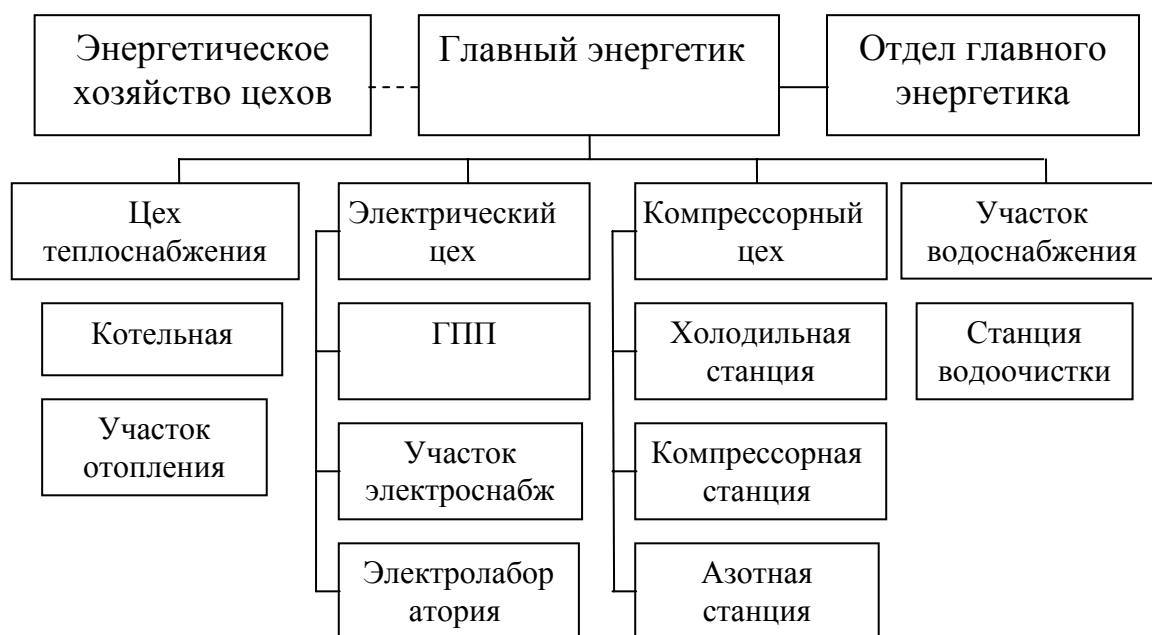 Энергетическое
хозяйство цехов
Главный энергетик
Отдел главного
энергетика
Цех
теплоснабжения
Электрический
цех
Компрессорный
цех
Участок
водоснабжения
Котельная
ГПП
Холодильная
станция
Станция
водоочистки
Участок
отопления
Участок
электроснабж
Компрессорная
станция
Электролабор
атория
Азотная
станция